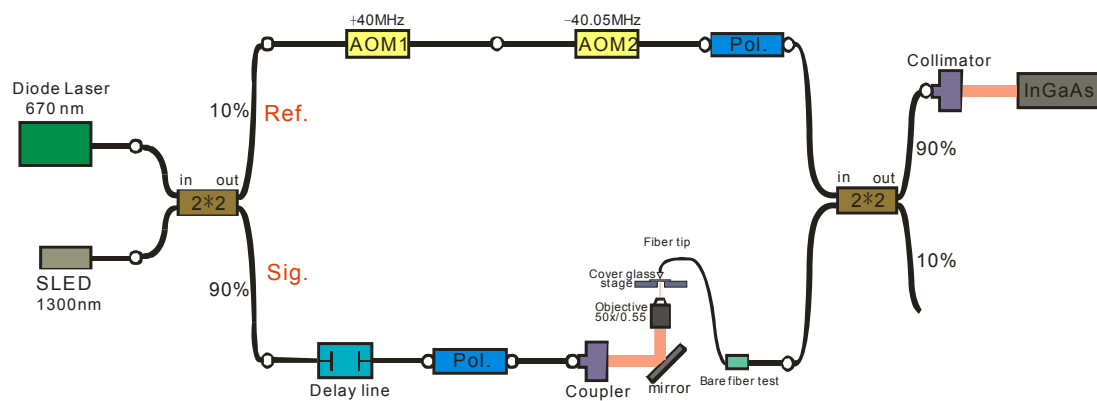 +40MHz
AOM1
-40.05MHz
AOM2
Pol.
Collimator
InGaAs
Diode Laser
670 nm
10%
Ref.
90%
in out
2*2
in out
2*2
SLED
1300nm
90%
Sig.
10%
Fiber tip
Cover glass
stage
Objective
50x/0.55
Delay line
Pol.
Coupler
mirror
Bare fiber test